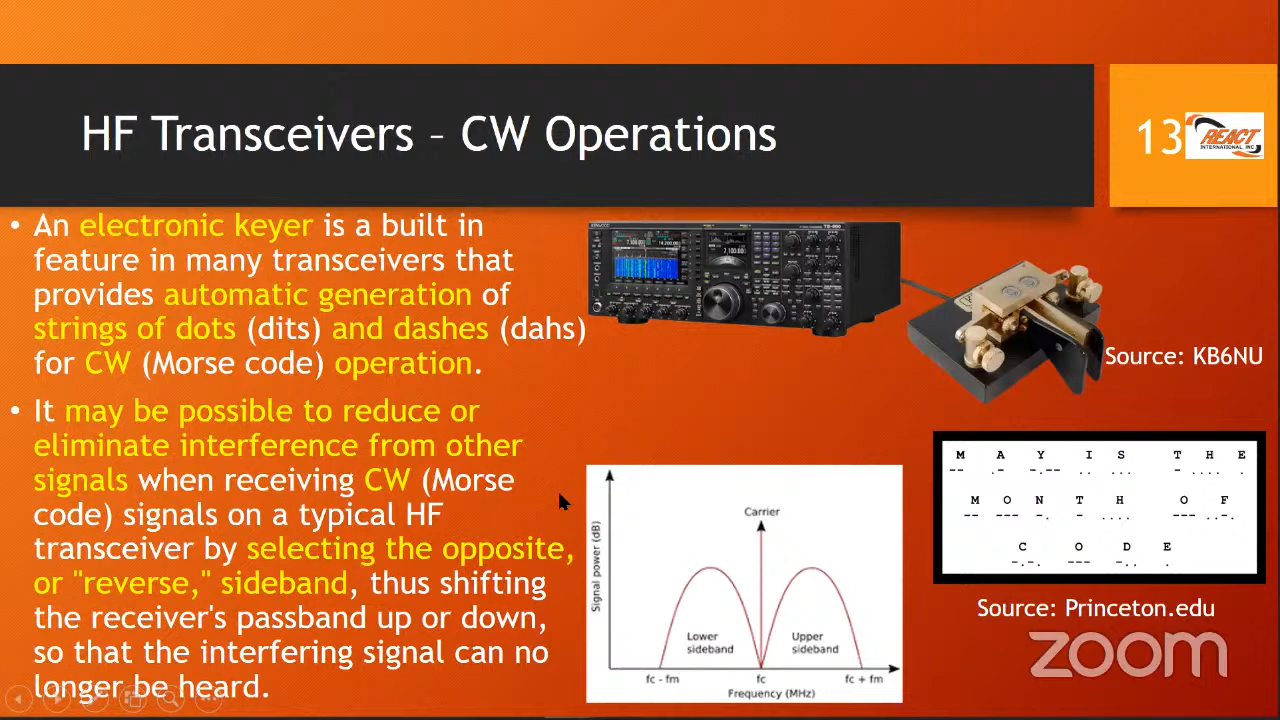 HF Transceivers – CW Operations
13
REACT
INTERNATIONAL, INC.
• An electronic keyer is a built in
feature in many transceivers that
provides automatic generation of
strings of dots (dits) and dashes (dahs)
for CW (Morse code) operation.
• It may be possible to reduce or
eliminate interference from other
signals when receiving CW (Morse
code) signals on a typical HF
transceiver by selecting the opposite,
or "reverse," sideband, thus shifting
the receiver's passband up or down,
so that the interfering signal can no
longer be heard.
KENWOOD
Source: KB6NU
Signal power (dB)
Carrier
Lower
sideband
Upper
sideband
fc - fm
fc
fc + fm
Frequency (MHz)
M A Y I S T H E
-- .- -.-- .. ... - .... .
M O N T H O F
-- --- -. - .... --- ..-.
C O D E
-.-. --- -.. .
Source: Princeton.edu
zoom